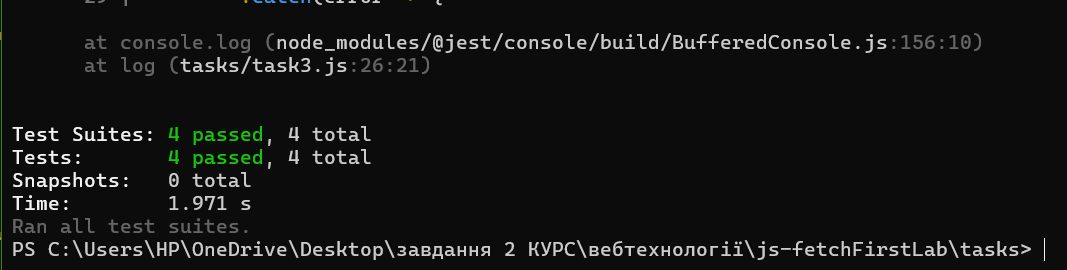 at console.log (node_modules/@jest/console/build/BufferedConsole.js:156:10)
at log (tasks/task3.js:26:21)
Test Suites: 4 passed, 4 total
Tests: 4 passed, 4 total
Snapshots: 0 total
Time: 1.971 s
Ran all test suites.
PS C:\Users\HP\OneDrive\Desktop\завдання 2 КУРС\вебтехнології\js-fetchFirstLab\tasks>